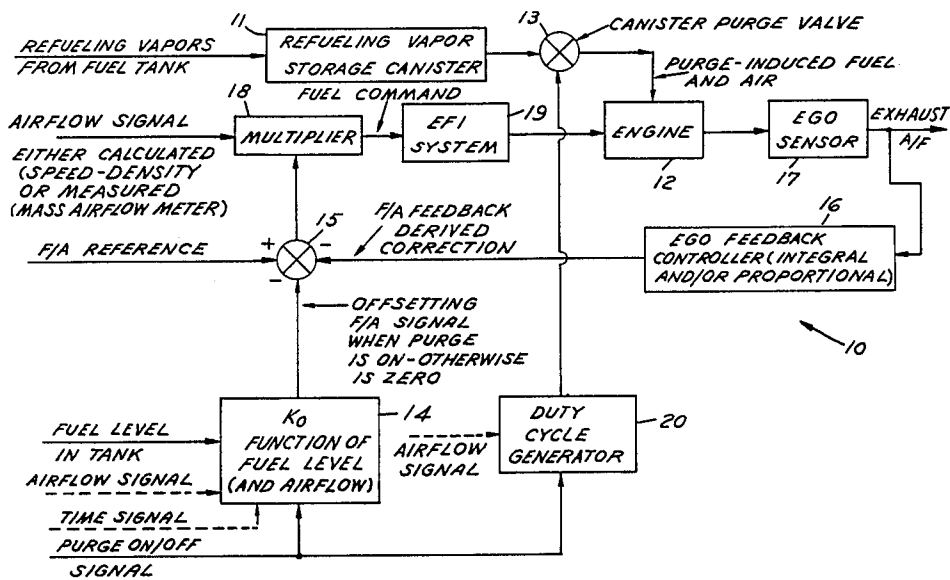 11
REFUELING VAPORS
FROM FUEL TANK
REFUELING VAPOR
STORAGE CANISTER
13
CANISTER PURGE VALVE
PURGE-INDUCED FUEL
AND AIR
FUEL COMMAND
18
AIRFLOW SIGNAL
EITHER CALCULATED
(SPEED-DENSITY
OR MEASURED
(MASS AIRFLOW METER)
MULTIPLIER
EFI
SYSTEM
19
ENGINE
12
EGO
SENSOR
17
EXHAUST
A/F
15
F/A REFERENCE
+
-
-
F/A FEEDBACK
DERIVED
CORRECTION
16
EGO FEEDBACK
CONTROLLER (INTEGRAL
AND/OR PROPORTIONAL)
10
OFFSETTING
F/A SIGNAL
WHEN PURGE
IS ON-OTHERWISE
IS ZERO
K0
FUNCTION OF
FUEL LEVEL
(AND AIRFLOW)
14
FUEL LEVEL
IN TANK
AIRFLOW SIGNAL
TIME SIGNAL
PURGE ON/OFF
SIGNAL
AIRFLOW
SIGNAL
DUTY
CYCLE
GENERATOR
20